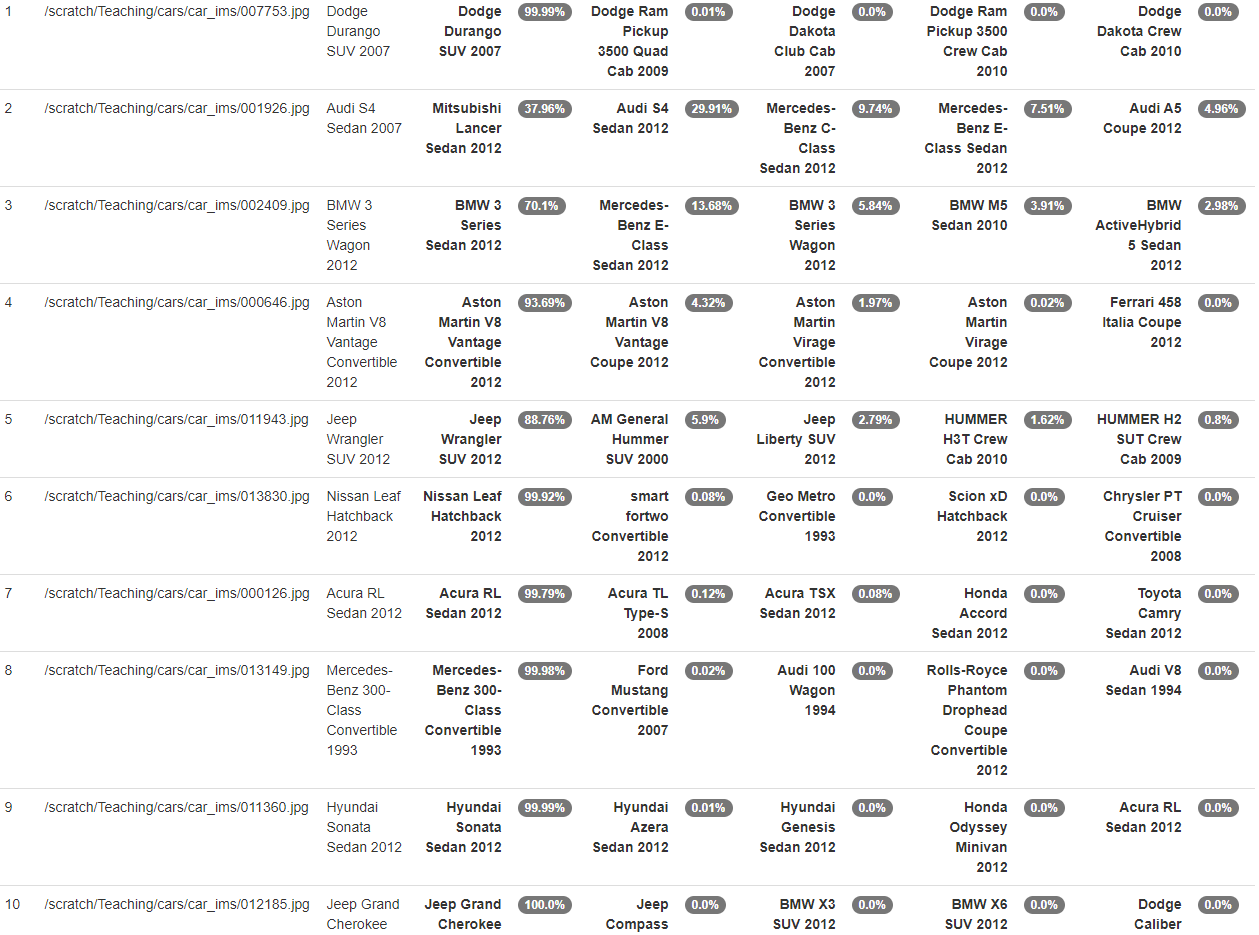 1 /scratch/Teaching/cars/car_ims/007753.jpg Dodge Dodge 99.99% Dodge Ram 0.01% Dodge 0.0% Dodge Ram 0.0% Dodge 0.0%
Durango Durango Pickup Dakota Pickup 3500 Dakota Crew
SUV 2007 SUV 2007 3500 Quad Club Cab Crew Cab Cab 2010
Cab 2009 2007 2010
2 /scratch/Teaching/cars/car_ims/001926.jpg Audi S4 Mitsubishi 37.96% Audi S4 29.91% Mercedes- 9.74% Mercedes- 7.51% Audi A5 4.96%
Sedan 2007 Lancer Sedan 2012 Benz C- Benz E- Coupe 2012
Sedan 2012 Class Class Sedan
Sedan 2012 2012
3 /scratch/Teaching/cars/car_ims/002409.jpg BMW 3 BMW 3 70.1% Mercedes- 13.68% BMW 3 5.84% BMW M5 3.91% BMW 2.98%
Series Series Benz E- Series Sedan 2010 ActiveHybrid
Wagon Sedan 2012 Class Wagon 5 Sedan
2012 Sedan 2012 2012 2012
4 /scratch/Teaching/cars/car_ims/000646.jpg Aston Aston 93.69% Aston 4.32% Aston 1.97% Aston 0.02% Ferrari 458 0.0%
Martin V8 Martin V8 Martin V8 Martin Martin Italia Coupe
Vantage Vantage Vantage Virage Virage 2012
Convertible Convertible Coupe 2012 Convertible Coupe 2012
2012 2012 2012
5 /scratch/Teaching/cars/car_ims/011943.jpg Jeep Jeep 88.76% AM General 5.9% Jeep 2.79% HUMMER 1.62% HUMMER H2 0.8%
Wrangler Wrangler Hummer Liberty SUV H3T Crew SUT Crew
SUV 2012 SUV 2012 SUV 2000 2012 Cab 2010 Cab 2009
6 /scratch/Teaching/cars/car_ims/013830.jpg Nissan Leaf Nissan Leaf 99.92% smart 0.08% Geo Metro 0.0% Scion xD 0.0% Chrysler PT 0.0%
Hatchback Hatchback fortwo Convertible Hatchback Cruiser
2012 2012 Convertible 1993 2012 Convertible
2012 2008
7 /scratch/Teaching/cars/car_ims/000126.jpg Acura RL Acura RL 99.79% Acura TL 0.12% Acura TSX 0.08% Honda 0.0% Toyota 0.0%
Sedan 2012 Sedan 2012 Type-S Sedan 2012 Accord Camry
2008 Sedan 2012 Sedan 2012
8 /scratch/Teaching/cars/car_ims/013149.jpg Mercedes- Mercedes- 99.98% Ford 0.02% Audi 100 0.0% Rolls-Royce 0.0% Audi V8 0.0%
Benz 300- Benz 300- Mustang Wagon Phantom Sedan 1994
Class Class Convertible 1994 Drophead
Convertible Convertible 2007 Coupe
1993 1993 Convertible
2012
9 /scratch/Teaching/cars/car_ims/011360.jpg Hyundai Hyundai 99.99% Hyundai 0.01% Hyundai 0.0% Honda 0.0% Acura RL 0.0%
Sonata Sonata Azera Genesis Odyssey Sedan 2012
Sedan 2012 Sedan 2012 Sedan 2012 Sedan 2012 Minivan
2012
10 /scratch/Teaching/cars/car_ims/012185.jpg Jeep Grand Jeep Grand 100.0% Jeep 0.0% BMW X3 0.0% BMW X6 0.0% Dodge 0.0%
Cherokee Cherokee Compass SUV 2012 SUV 2012 Caliber